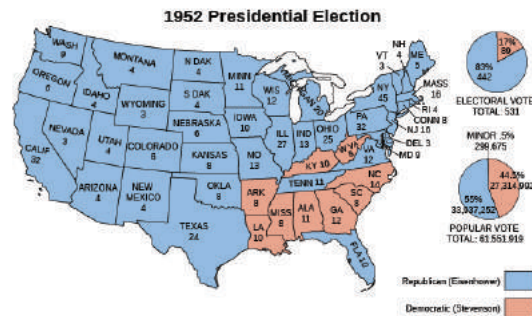 1952 Presidential Election
WASH
9
OREGON
6
CALIF
32
NEVADA
3
IDAHO
4
MONTANA
4
WYOMING
3
UTAH
4
COLORADO
6
ARIZONA
4
NEW
MEXICO
4
N DAK
4
S DAK
4
NEBRASKA
6
KANSAS
8
OKLA
8
TEXAS
24
MINN
11
IOWA
10
MO
13
ARK
8
LA
10
WIS
12
ILL
27
IND
13
OHIO
25
KY 10
TENN 11
MISS
8
ALA
11
GA
12
FLA 10
SC
8
NC
14
VA
12
PA
32
NY
45
VT
3
NH
4
ME
5
MASS
16
RI 4
CONN 8
NJ 16
DEL 3
MD 9
17%
89
83%
442
ELECTORAL VOTE
TOTAL: 531
MINOR .5%
299,675
44.5%
55%
POPULAR VOTE
TOTAL: 61,551,919
Republican (Eisenhower)
Democratic (Stevenson)